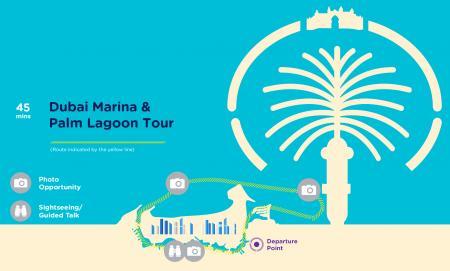 45
mins
Dubai Marina &
Palm Lagoon Tour
(Route indicated by the yellow line)
Photo
Opportunity
Sightseeing/
Guided Talk
Departure
Point